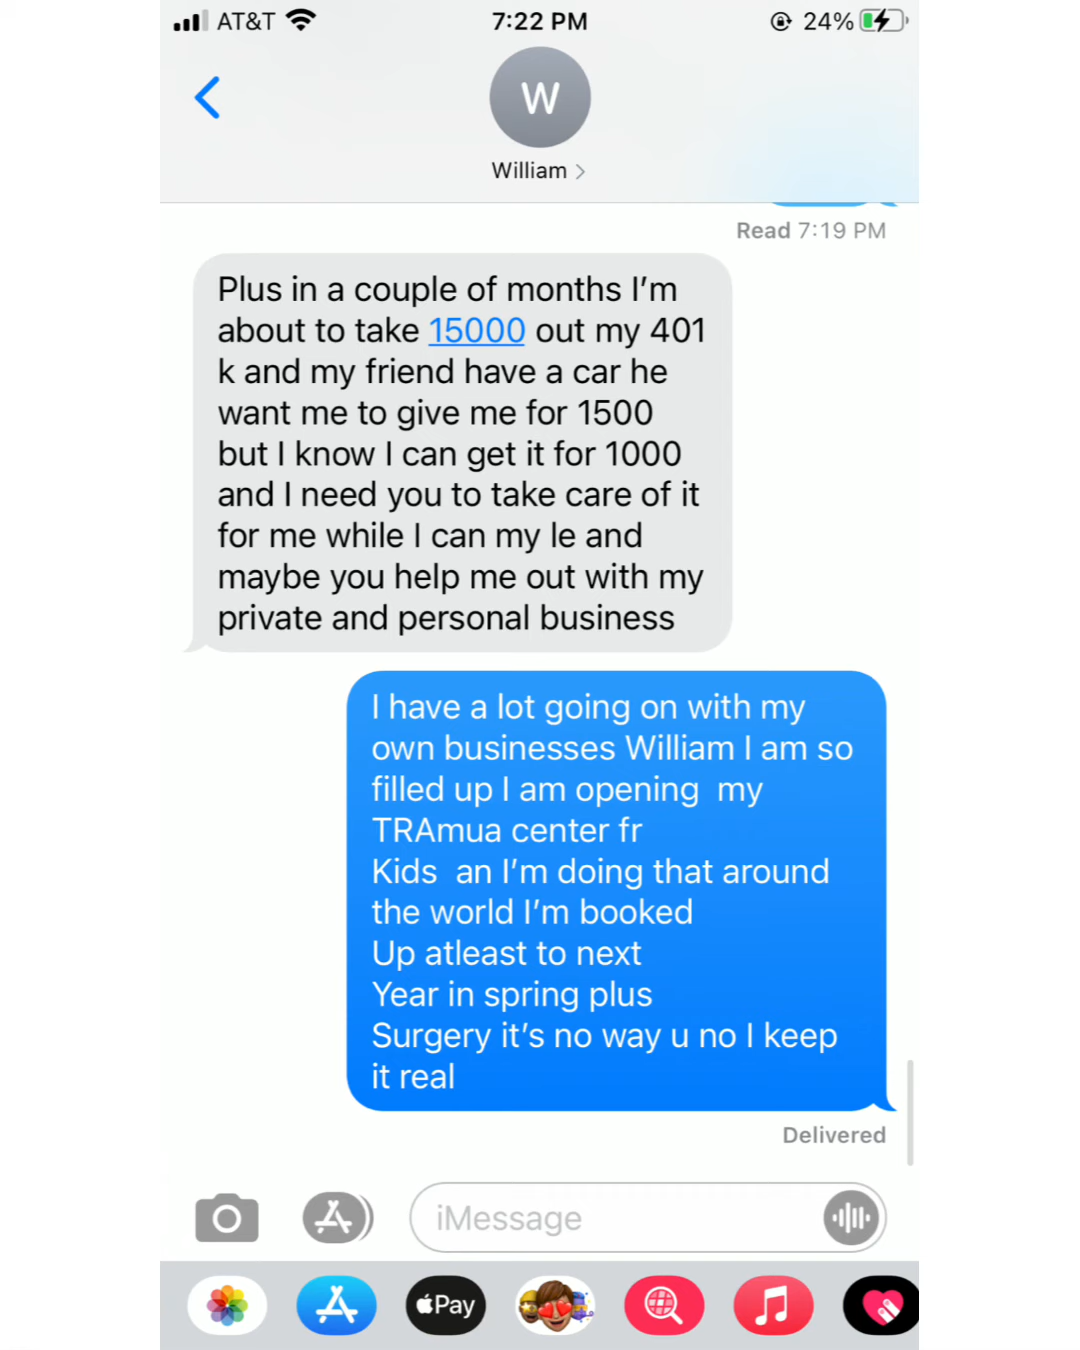 AT&T
7:22 PM
24%
W
William
Read 7:19 PM
Plus in a couple of months I'm
about to take 15000 out my 401
k and my friend have a car he
want me to give me for 1500
but I know I can get it for 1000
and I need you to take care of it
for me while I can my le and
maybe you help me out with my
private and personal business
I have a lot going on with my
own businesses William I am so
filled up I am opening  my
TRAmua center fr
Kids  an I'm doing that around
the world I'm booked
Up atleast to next
Year in spring plus
Surgery it's no way u no I keep
it real
Delivered
iMessage
Pay